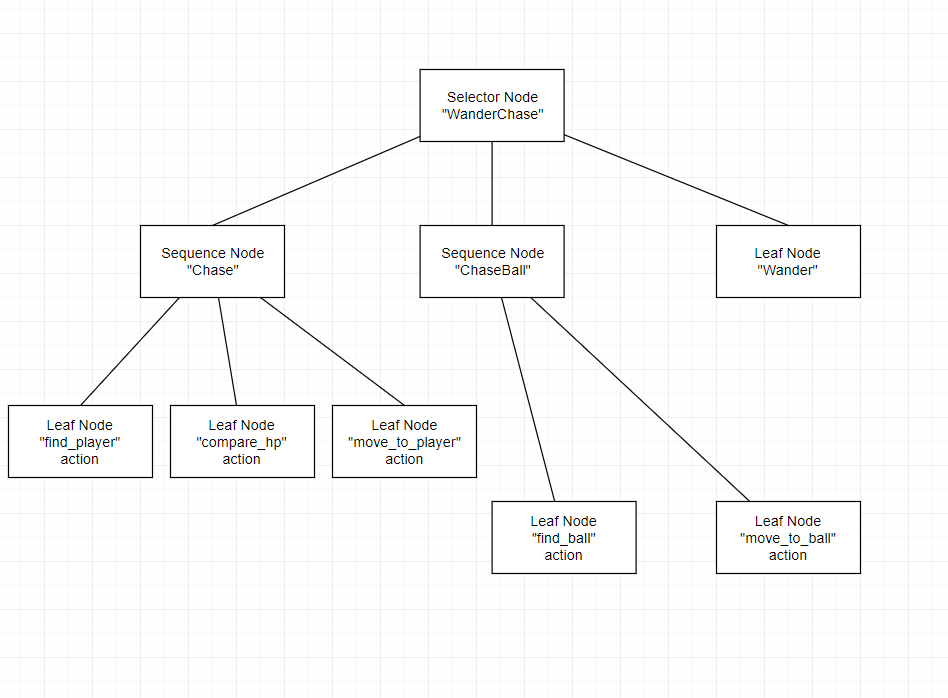 Selector Node
"WanderChase"
Sequence Node
"Chase"
Sequence Node
"ChaseBall"
Leaf Node
"Wander"
Leaf Node
"find_player"
action
Leaf Node
"compare_hp"
action
Leaf Node
"move_to_player"
action
Leaf Node
"find_ball"
action
Leaf Node
"move_to_ball"
action